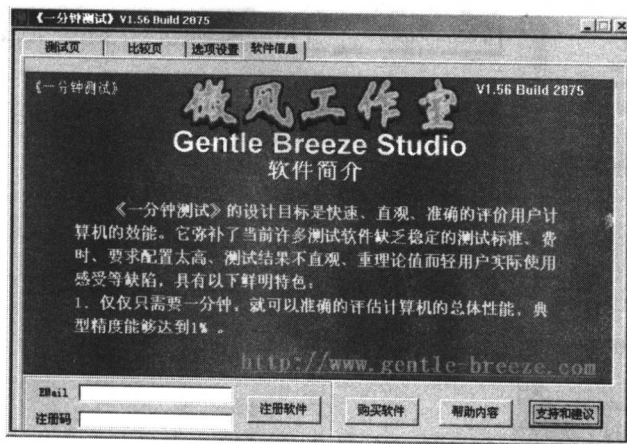 《一分钟测试》V1.56 Build 2875
测试页 比较页 选项设置 软件信息
《一分钟测试》 微风工作室 V1.56 Build 2875
Gentle Breeze Studio
软件简介
《一分钟测试》的设计目标是快速、直观、准确的评价用户计
算机的效能。它弥补了当前许多测试软件缺乏稳定的测试标准、费
时、要求配置太高、测试结果不直观、重理论值而轻用户实际使用
感受等缺陷，具有以下鲜明特色：
1．仅仅只需要一分钟，就可以准确的评估计算机的总体性能，典
型精度能够达到1% 。
http://www.gentle-breeze.com
EMail
注册码 注册软件 购买软件 帮助内容 支持和建议